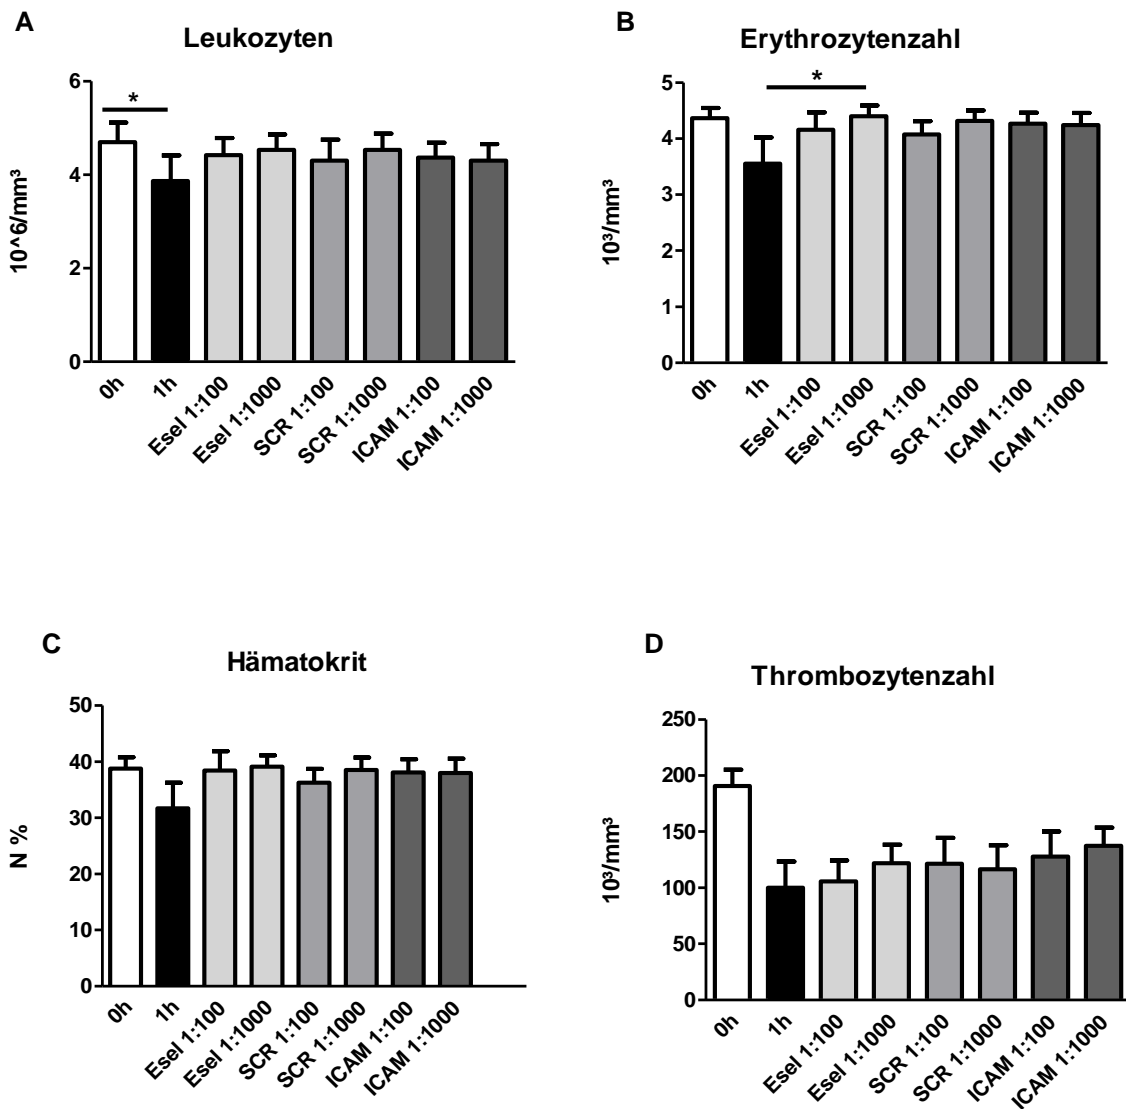 A
Leukozyten
*
6
4
2
0
10^6/mm³
0h
1h
Esel 1:100
Esel 1:1000
SCR 1:100
SCR 1:1000
ICAM 1:100
ICAM 1:1000
B
Erythrozytenzahl
*
5
4
3
2
1
0
10³/mm³
0h
1h
Esel 1:100
Esel 1:1000
SCR 1:100
SCR 1:1000
ICAM 1:100
ICAM 1:1000
C
Hämatokrit
50
40
30
20
10
0
N %
0h
1h
Esel 1:100
Esel 1:1000
SCR 1:100
SCR 1:1000
ICAM 1:100
ICAM 1:1000
D
Thrombozytenzahl
250
200
150
100
50
0
10³/mm³
0h
1h
Esel 1:100
Esel 1:1000
SCR 1:100
SCR 1:1000
ICAM 1:100
ICAM 1:1000